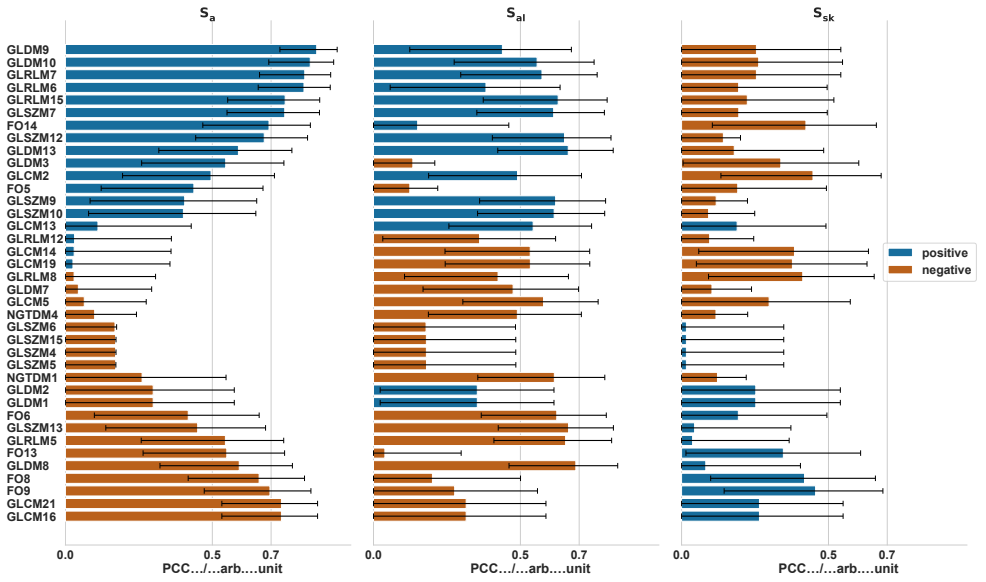 Sa Sal Ssk
GLDM9
GLDM10
GLRLM7
GLRLM6
GLRLM15
GLSZM7
FO14
GLSZM12
GLDM13
GLDM3
GLCM2
FO5
GLSZM9
GLSZM10
GLCM13
GLRLM12
GLCM14
GLCM19
GLRLM8
GLDM7
GLCM5
NGTDM4
GLSZM6
GLSZM15
GLSZM4
GLSZM5
NGTDM1
GLDM2
GLDM1
FO6
GLSZM13
GLRLM5
FO13
GLDM8
FO8
FO9
GLCM21
GLCM16
positive
negative
0.0 0.5 0.7 0.0 0.5 0.7 0.0 0.5 0.7
PCC.../...arb....unit PCC.../...arb....unit PCC.../...arb....unit